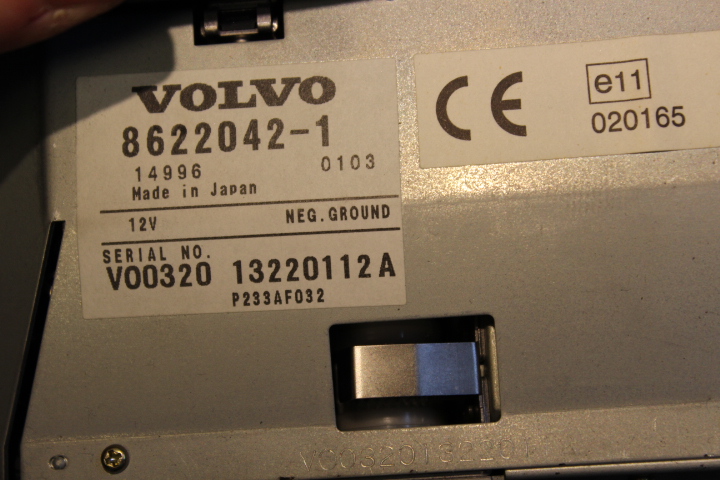 VOLVO
8622042-1
14996 0103
Made in Japan
12V NEG.GROUND
SERIAL NO.
V00320 13220112A
P233AF032
CE
e11
020165